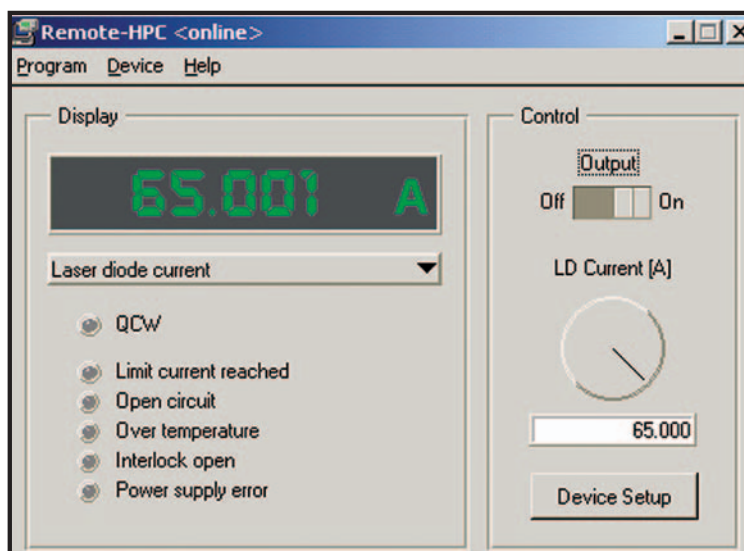 Remote-HPC <online>
Program Device Help
Display
65.001 A
Laser diode current
QCW
Limit current reached
Open circuit
Over temperature
Interlock open
Power supply error
Control
Output
Off On
LD Current [A]
65.000
Device Setup